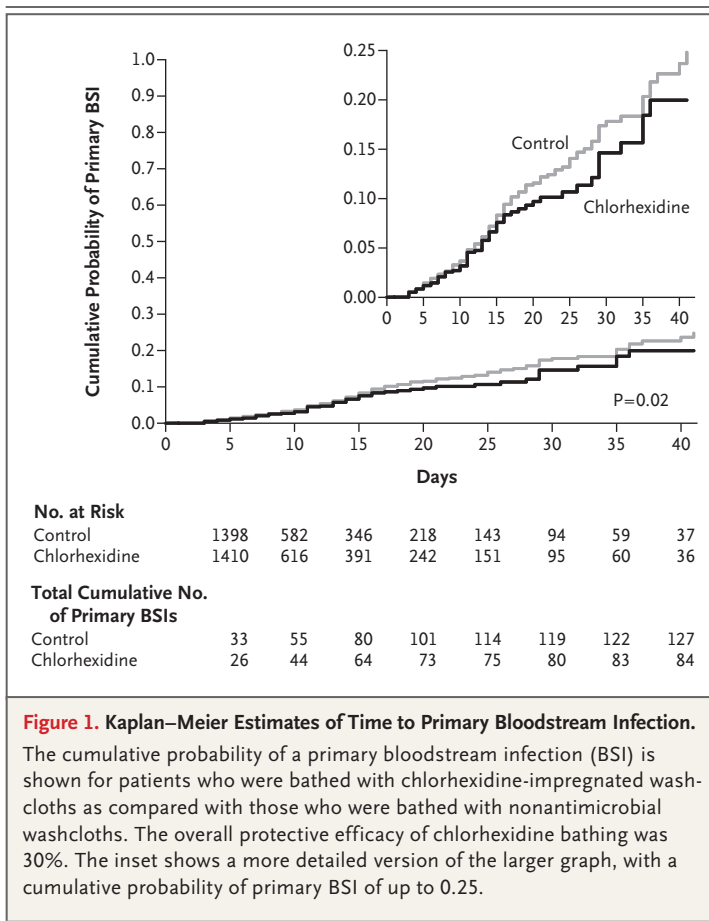 Cumulative Probability of Primary BSI
1.0
0.9
0.8
0.7
0.6
0.5
0.4
0.3
0.2
0.1
0.0
0 5 10 15 20 25 30 35 40
Days
P=0.02
0.25
0.20
0.15
0.10
0.05
0.00
0 5 10 15 20 25 30 35 40
Control
Chlorhexidine
No. at Risk
Control 1398 582 346 218 143 94 59 37
Chlorhexidine 1410 616 391 242 151 95 60 36
Total Cumulative No.
of Primary BSIs
Control 33 55 80 101 114 119 122 127
Chlorhexidine 26 44 64 73 75 80 83 84
Figure 1. Kaplan–Meier Estimates of Time to Primary Bloodstream Infection.
The cumulative probability of a primary bloodstream infection (BSI) is
shown for patients who were bathed with chlorhexidine-impregnated wash-
cloths as compared with those who were bathed with nonantimicrobial
washcloths. The overall protective efficacy of chlorhexidine bathing was
30%. The inset shows a more detailed version of the larger graph, with a
cumulative probability of primary BSI of up to 0.25.